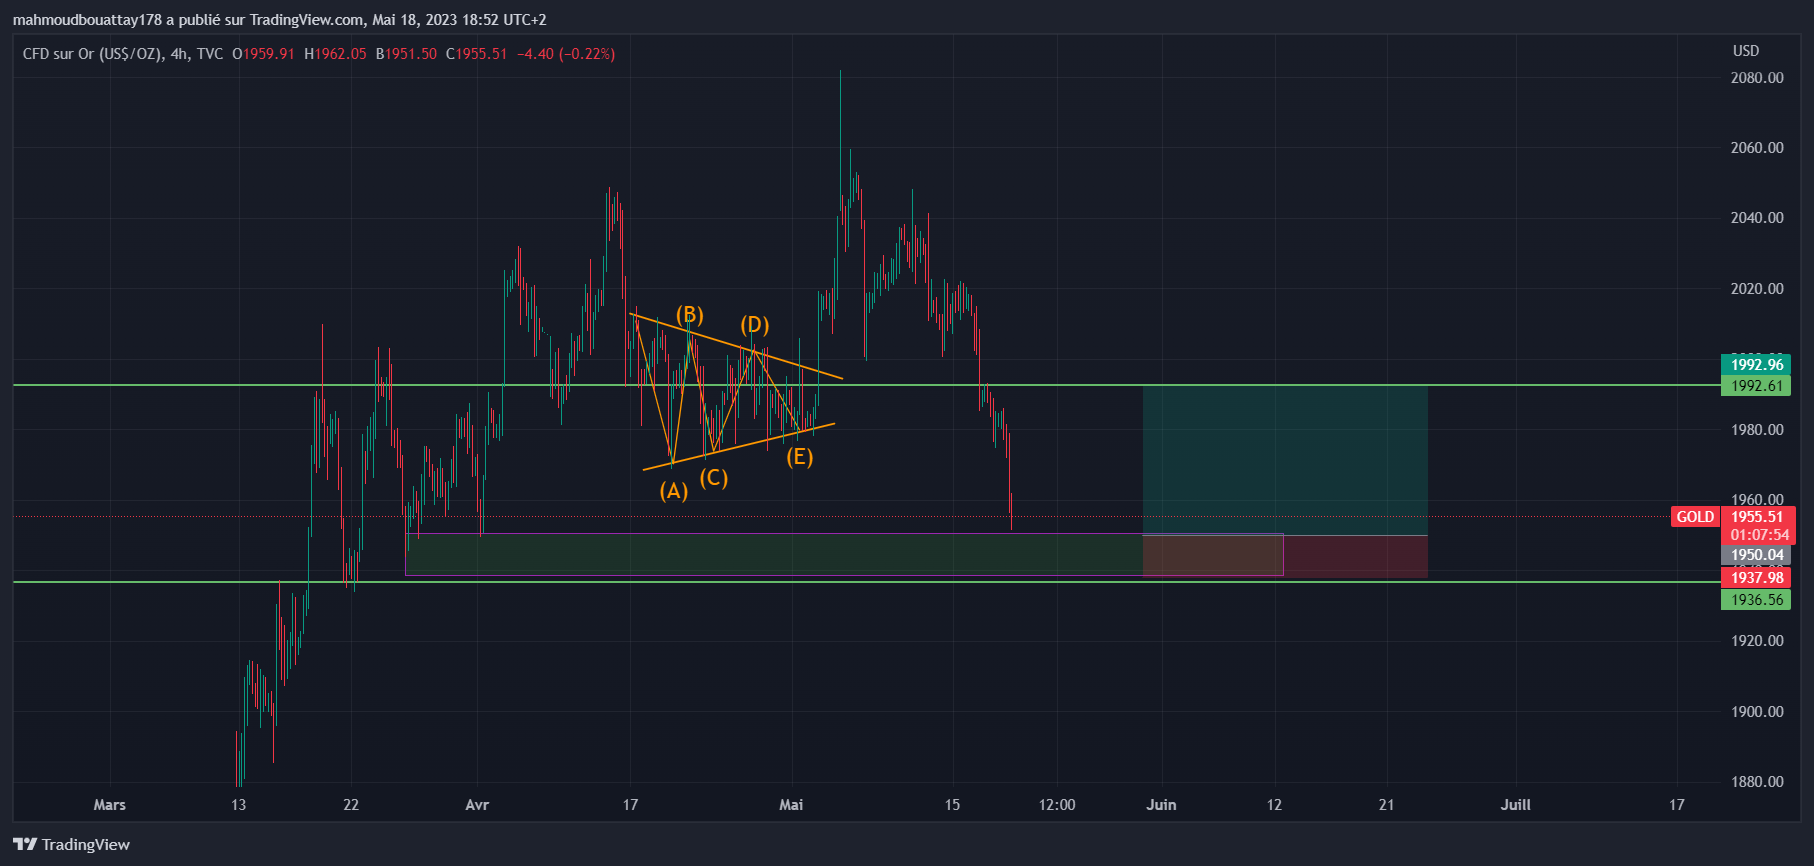 mahmoudbouattay178 a publié sur TradingView.com, Mai 18, 2023 18:52 UTC+2
CFD sur Or (US$/OZ), 4h, TVC O1959.91 H1962.05 B1951.50 C1955.51 −4.40 (−0.22%)
USD
2080.00
2060.00
2040.00
2020.00
1992.96
1992.61
1980.00
1960.00
GOLD 1955.51
01:07:54
1950.04
1937.98
1936.56
1920.00
1900.00
1880.00
(B)
(D)
(E)
(C)
(A)
Mars 13 22 Avr 17 Mai 15 12:00 Juin 12 21 Juill 17
TradingView